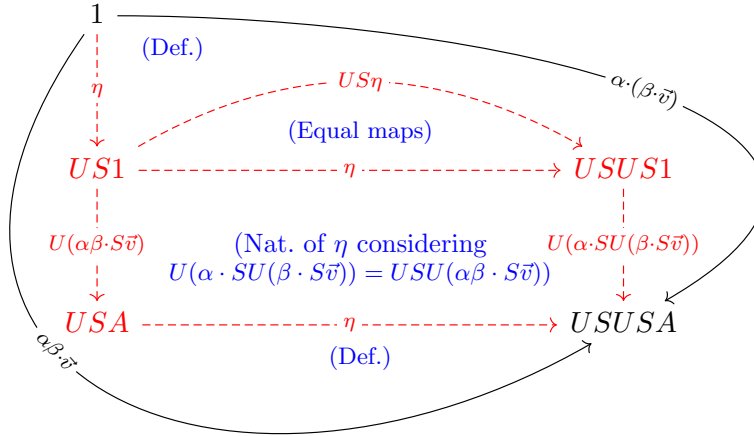 1
(Def.)
η
USη
α·(β·v⃗)
(Equal maps)
US1
η
USUS1
U(αβ·Sv⃗)
(Nat. of η considering
U(α · SU(β · Sv⃗)) = USU(αβ · Sv⃗))
U(α·SU(β·Sv⃗))
USA
η
USUSA
αβ·v⃗
(Def.)